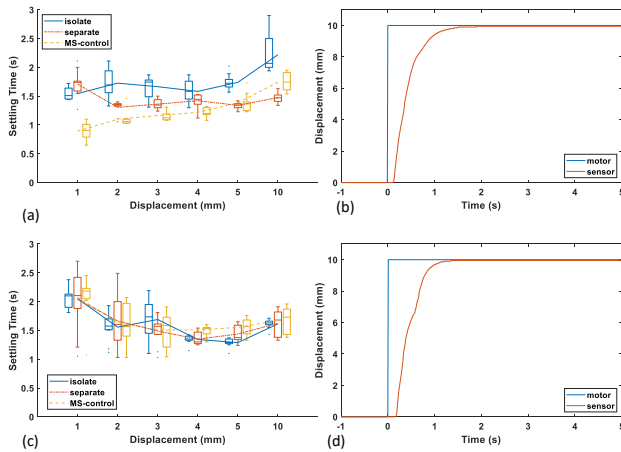 3
2.5
2
1.5
1
0.5
0
Settling Time (s)
isolate
separate
MS-control
1 2 3 4 5 10
Displacement (mm)
(a)
12
10
8
6
4
2
0
Displacement (mm)
motor
sensor
-1 0 1 2 3 4 5
Time (s)
(b)
3
2.5
2
1.5
1
0.5
0
Settling Time (s)
isolate
separate
MS-control
1 2 3 4 5 10
Displacement (mm)
(c)
12
10
8
6
4
2
0
Displacement (mm)
motor
sensor
-1 0 1 2 3 4 5
Time (s)
(d)